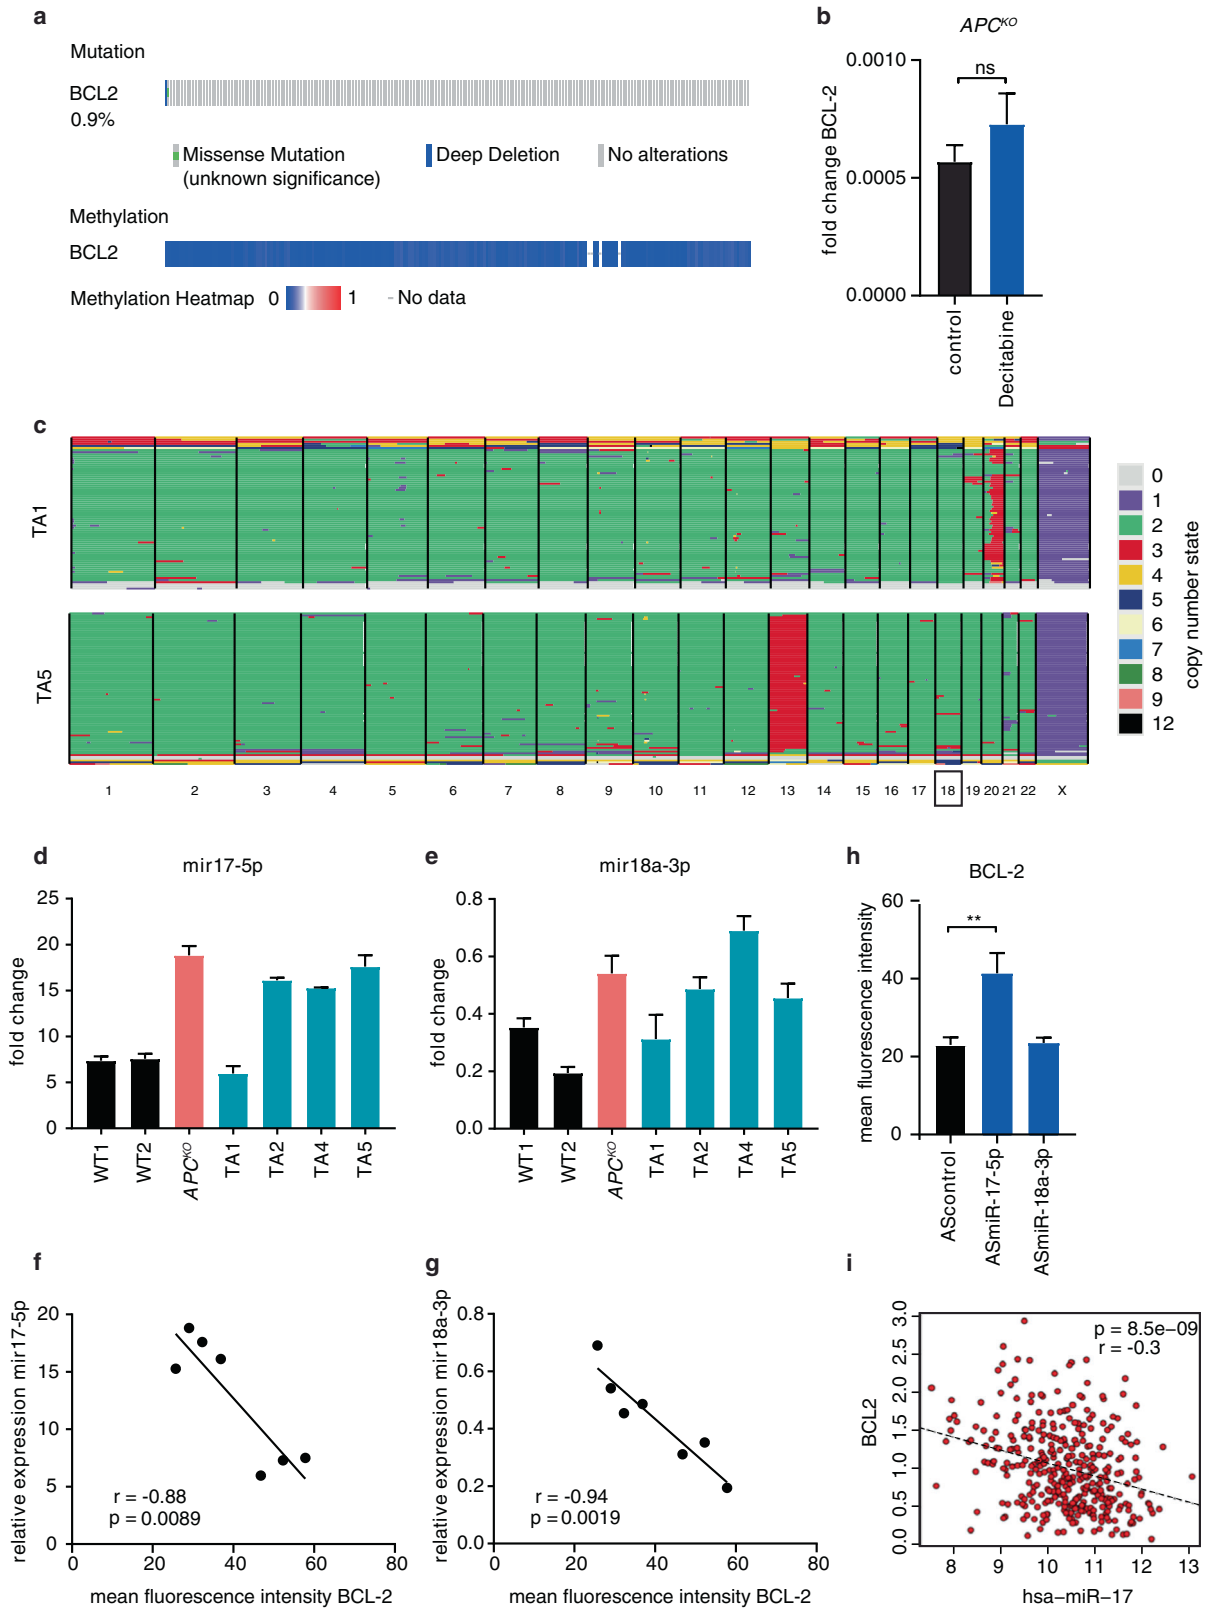 a
Mutation
BCL2
0.9%
Missense Mutation
(unknown significance)
Deep Deletion
No alterations
Methylation
BCL2
Methylation Heatmap 0 1 - No data
b
APCKO
ns
fold change BCL-2
0.0010
0.0005
0.0000
control
Decitabine
c
TA1
TA5
1 2 3 4 5 6 7 8 9 10 11 12 13 14 15 16 17 18 19 20 21 22 X
0
1
2
3
4
5
6
7
8
9
12
copy number state
d
mir17-5p
fold change
25
20
15
10
5
0
WT1
WT2
APCKO
TA1
TA2
TA4
TA5
e
mir18a-3p
fold change
0.8
0.6
0.4
0.2
0.0
WT1
WT2
APCKO
TA1
TA2
TA4
TA5
h
BCL-2
**
mean fluorescence intensity
60
40
20
0
AScontrol
ASmiR-17-5p
ASmiR-18a-3p
f
relative expression mir17-5p
20
15
10
5
0
r = -0.88
p = 0.0089
0 20 40 60 80
mean fluorescence intensity BCL-2
g
relative expression mir18a-3p
0.8
0.6
0.4
0.2
0.0
r = -0.94
p = 0.0019
0 20 40 60 80
mean fluorescence intensity BCL-2
i
BCL2
3.0
2.5
2.0
1.5
1.0
0.5
0.0
p = 8.5e−09
r = -0.3
8 9 10 11 12 13
hsa−miR−17